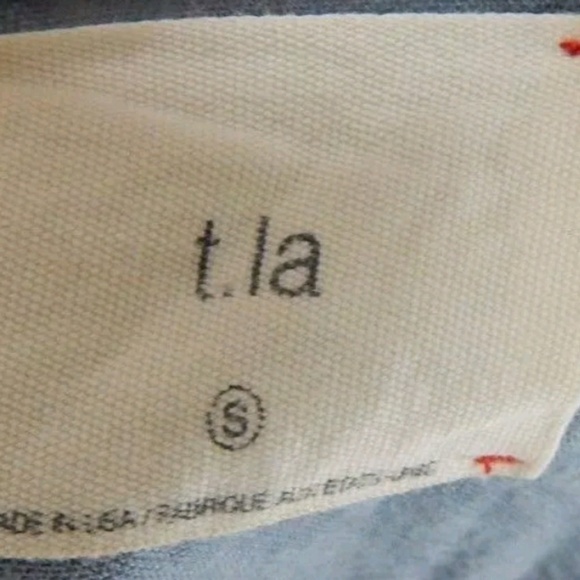 t.la
S
ADE IN USA / FABRIQUE AUX ETATS-UNIS